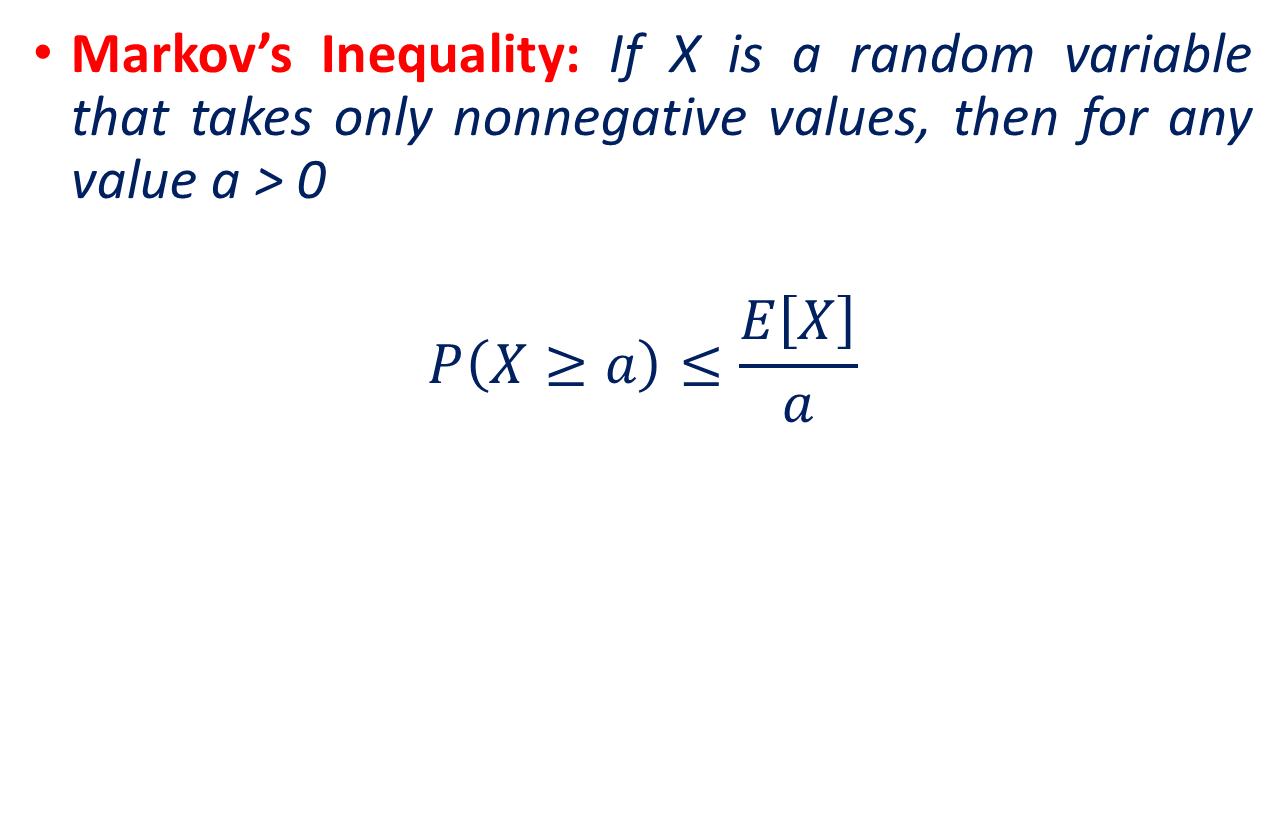 • Markov’s Inequality: If X is a random variable
that takes only nonnegative values, then for any
value a > 0
P(X ≥ a) ≤ E[X]/a